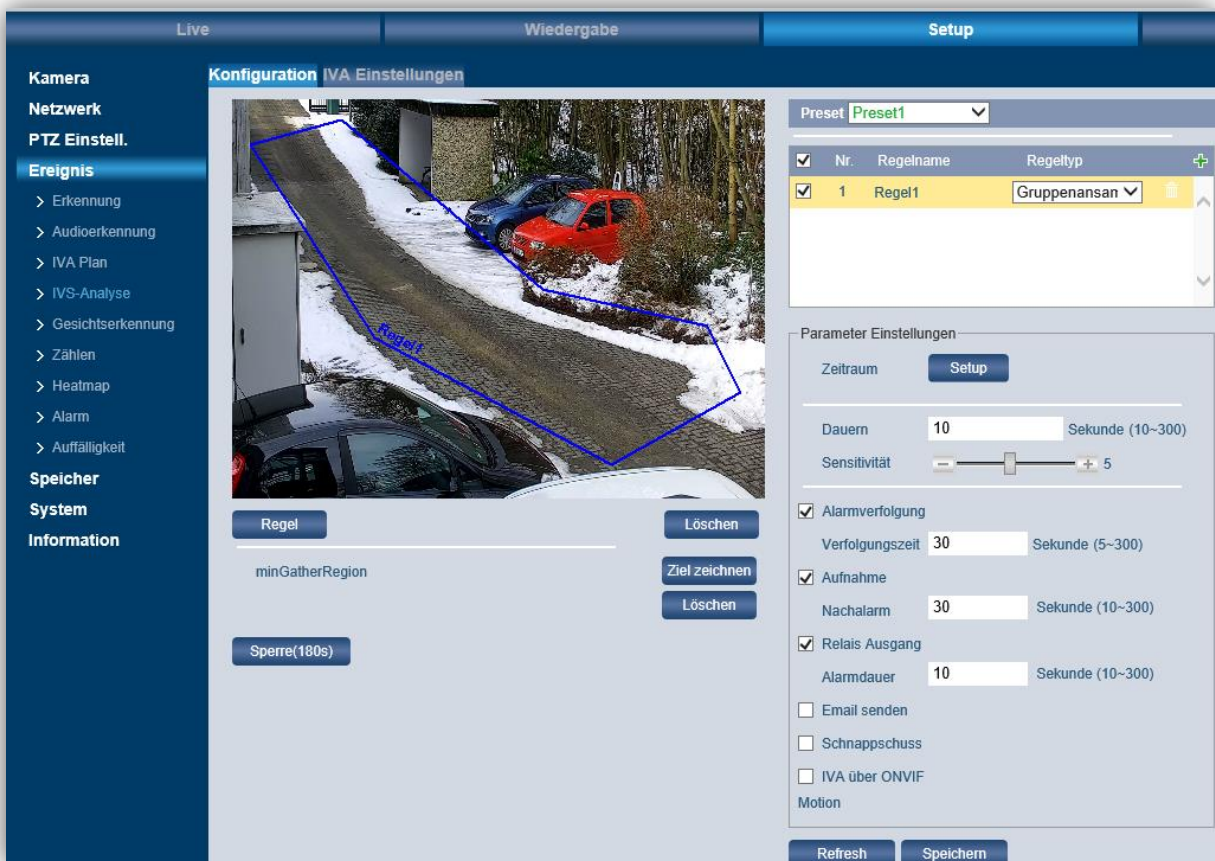 Live Wiedergabe Setup
Kamera
Netzwerk
PTZ Einstell.
Ereignis
Erkennung
Audioerkennung
IVA Plan
IVS-Analyse
Gesichtserkennung
Zählen
Heatmap
Alarm
Auffälligkeit
Speicher
System
Information
Konfiguration IVA Einstellungen
Regel1
Regel Löschen
minGatherRegion Ziel zeichnen
Löschen
Sperre(180s)
Preset Preset1
Nr. Regelname Regeltyp
1 Regel1 Gruppenansam
Parameter Einstellungen
Zeitraum Setup
Dauern 10 Sekunde (10~300)
Sensitivität 5
Alarmverfolgung
Verfolgungszeit 30 Sekunde (5~300)
Aufnahme
Nachalarm 30 Sekunde (10~300)
Relais Ausgang
Alarmdauer 10 Sekunde (10~300)
Email senden
Schnappschuss
IVA über ONVIF
Motion
Refresh Speichern